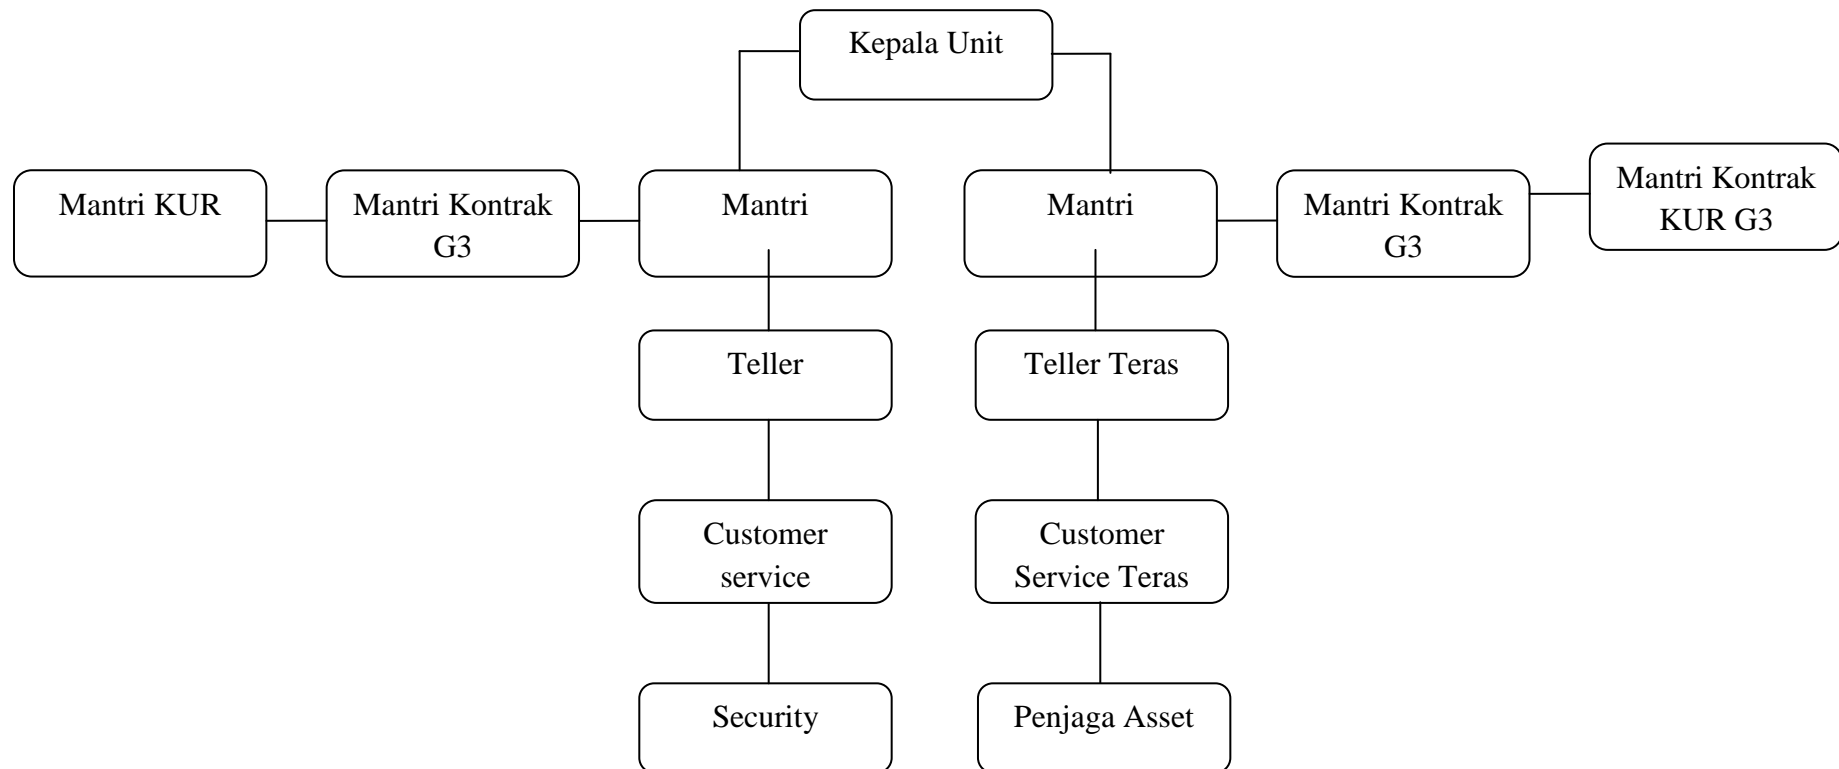 Kepala Unit
Mantri KUR
Mantri Kontrak
G3
Mantri
Mantri
Mantri Kontrak
G3
Mantri Kontrak
KUR G3
Teller
Teller Teras
Customer
service
Customer
Service Teras
Security
Penjaga Asset